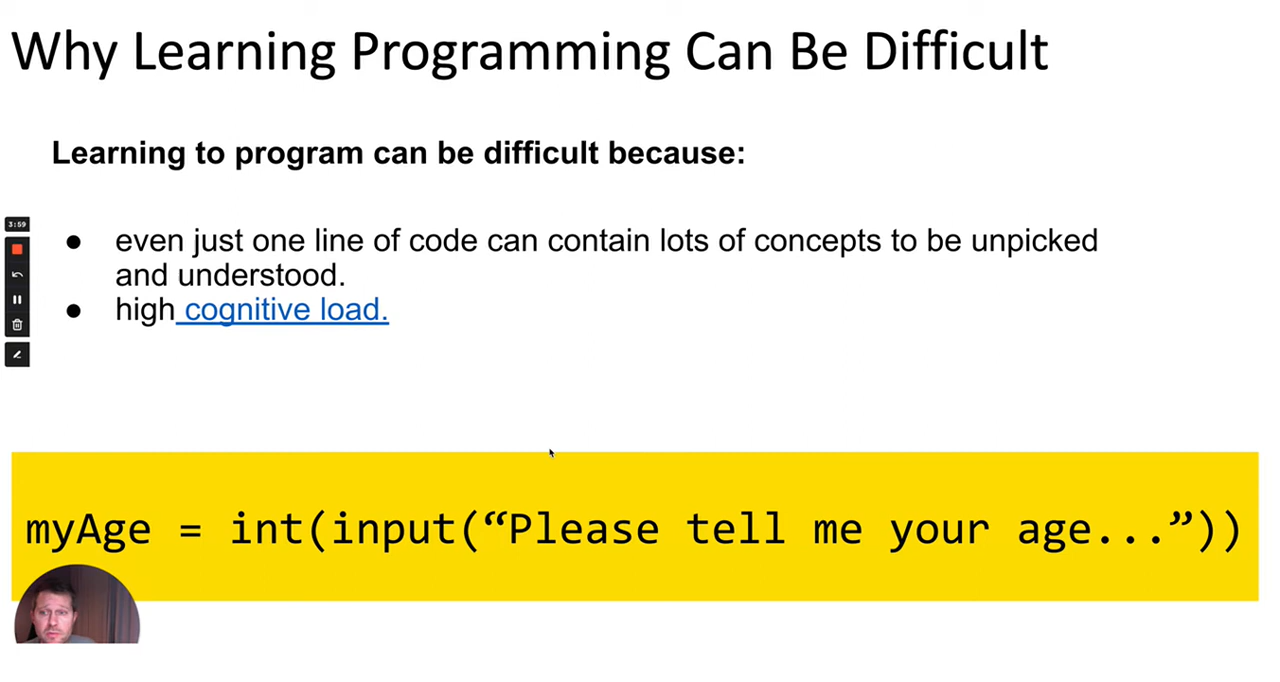 Why Learning Programming Can Be Difficult
Learning to program can be difficult because:
3:59
● even just one line of code can contain lots of concepts to be unpicked
and understood.
● high cognitive load.
myAge = int(input(“Please tell me your age...”))